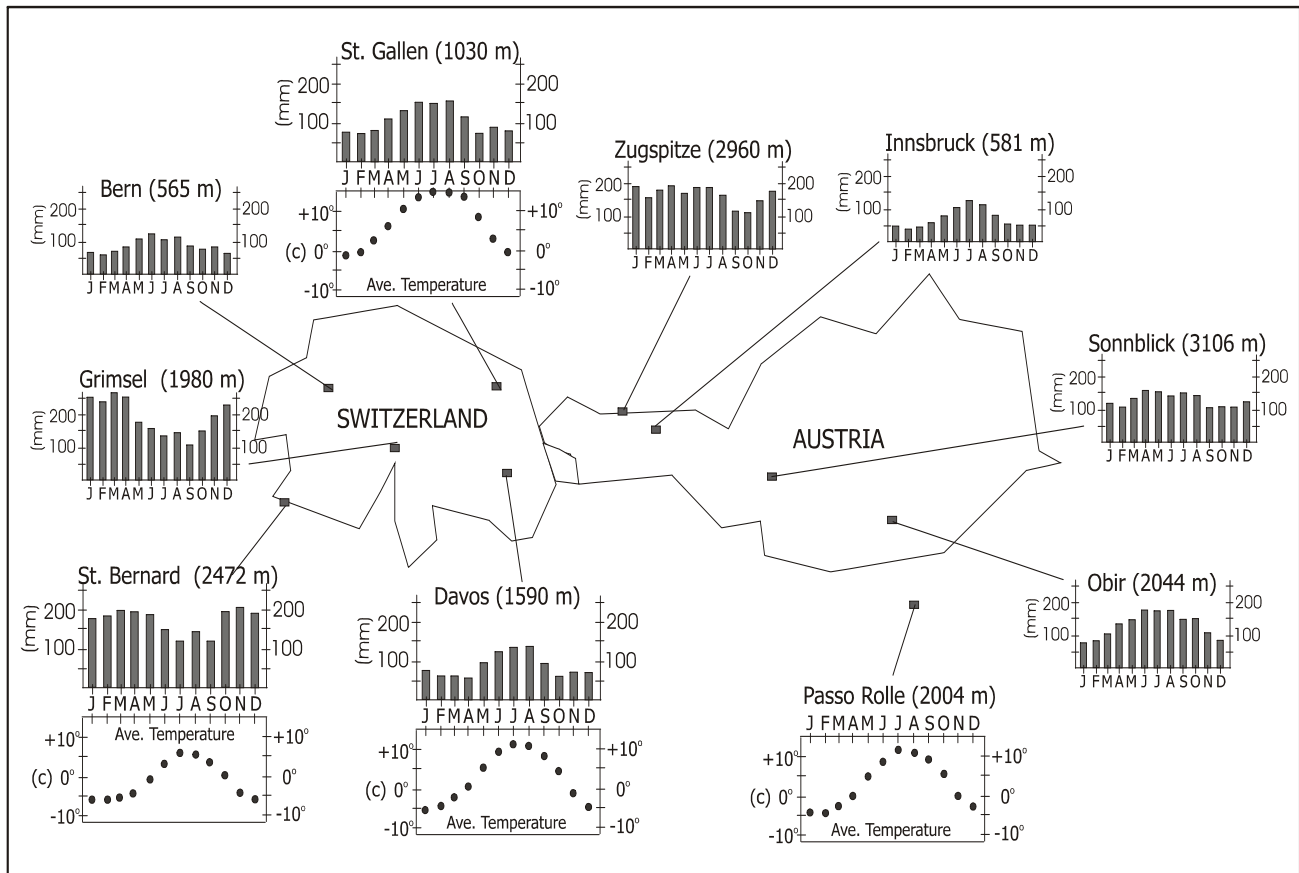 St. Gallen (1030 m)
200
100
(mm)
200
100
J F M A M J J A S O N D
+10°
(c) 0°
-10°
+10°
0°
-10°
Ave. Temperature
Zugspitze (2960 m)
200
100
(mm)
200
100
J F M A M J J A S O N D
Innsbruck (581 m)
200
100
(mm)
200
100
J F M A M J J A S O N D
Bern (565 m)
200
100
(mm)
200
100
J F M A M J J A S O N D
Grimsel (1980 m)
200
100
(mm)
200
100
J F M A M J J A S O N D
SWITZERLAND
AUSTRIA
Sonnblick (3106 m)
200
100
(mm)
200
100
J F M A M J J A S O N D
St. Bernard (2472 m)
200
100
(mm)
200
100
J F M A M J J A S O N D
Ave. Temperature
+10°
(c) 0°
-10°
+10°
0°
-10°
Davos (1590 m)
200
100
(mm)
200
100
J F M A M J J A S O N D
+10°
(c) 0°
-10°
+10°
0°
-10°
Ave. Temperature
Obir (2044 m)
200
100
(mm)
200
100
J F M A M J J A S O N D
Passo Rolle (2004 m)
J F M A M J J A S O N D
+10°
(c) 0°
-10°
+10°
0°
-10°
Ave. Temperature